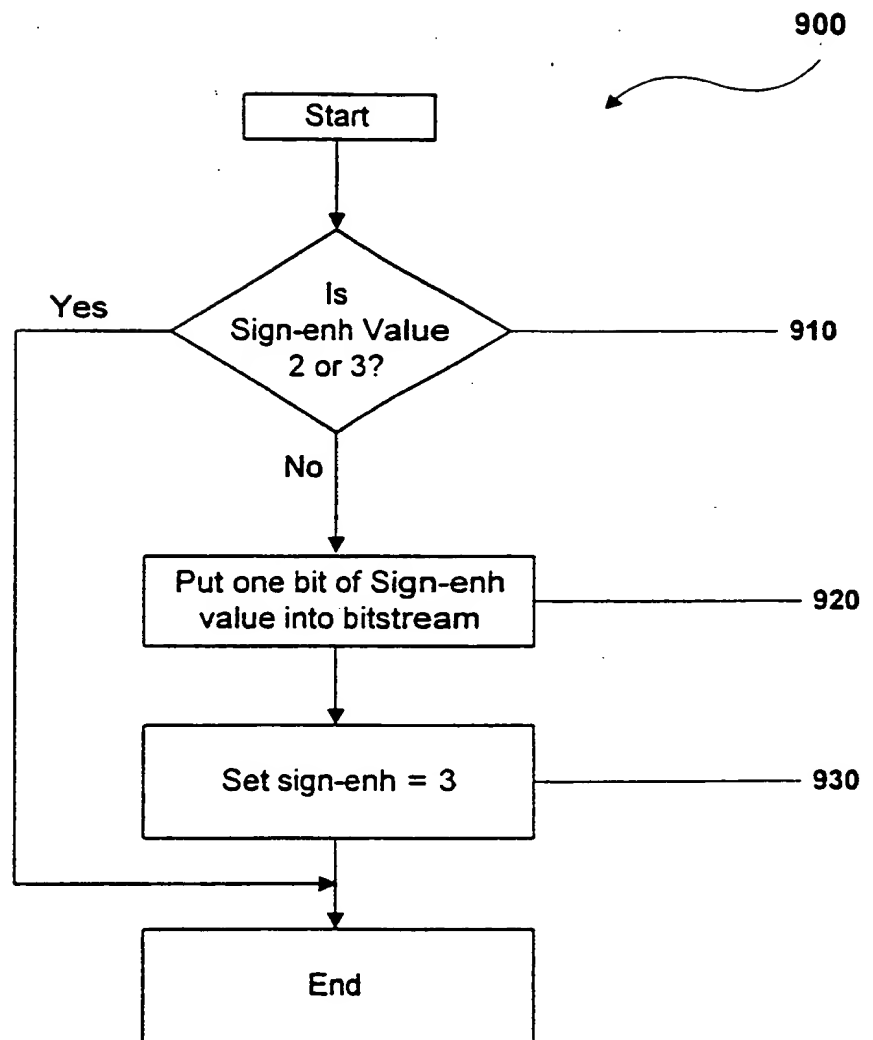 900
Start
Is
Sign-enh Value
2 or 3?
Yes
910
No
Put one bit of Sign-enh
value into bitstream
920
Set sign-enh = 3
930
End